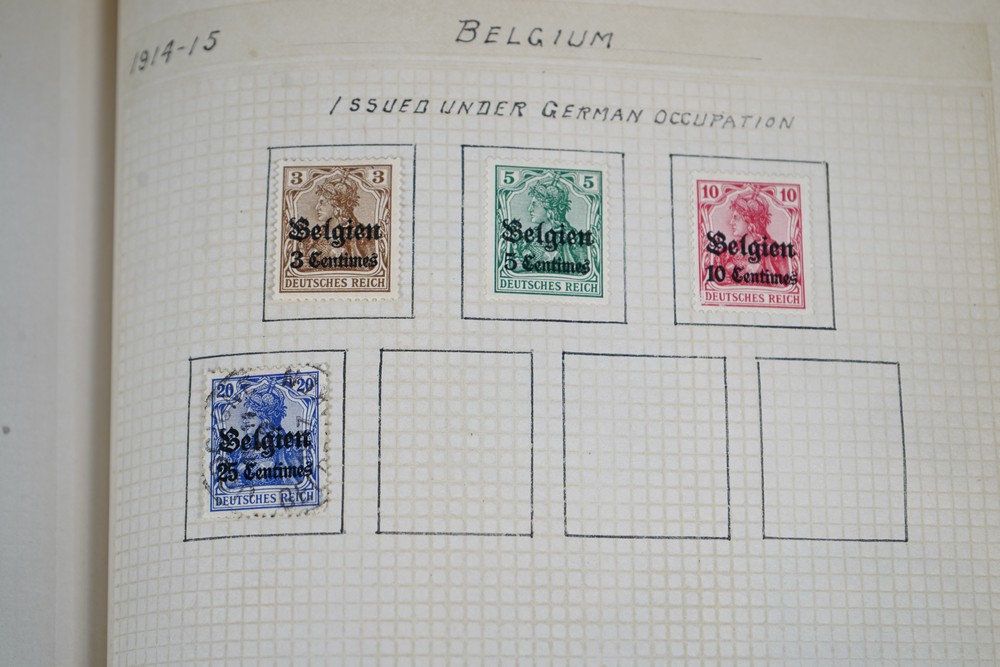 1914-15
BELGIUM
ISSUED UNDER GERMAN OCCUPATION
3 3
Belgien
3 Centimes
DEUTSCHES REICH
5 5
Belgien
5 Centimes
DEUTSCHES REICH
10 10
Belgien
10 Centimes
DEUTSCHES REICH
20 20
Belgien
25 Centimes
DEUTSCHES REICH